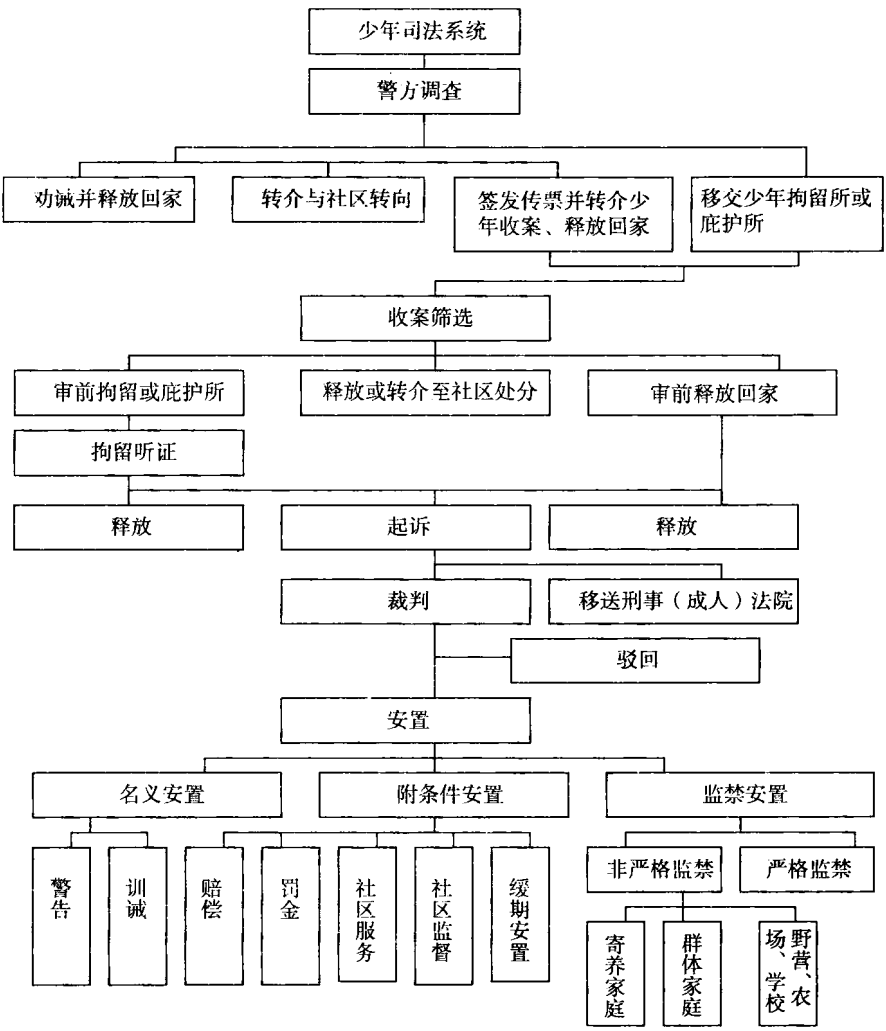 少年司法系统
警方调查
劝诫并释放回家
转介与社区转向
签发传票并转介少
年收案、释放回家
移交少年拘留所或
庇护所
收案筛选
审前拘留或庇护所
释放或转介至社区处分
审前释放回家
拘留听证
释放
起诉
释放
裁判
移送刑事（成人）法院
驳回
安置
名义安置
附条件安置
监禁安置
警告
训诫
赔偿
罚金
社区服务
社区监督
缓期安置
非严格监禁
严格监禁
寄养家庭
群体家庭
野营、农
场、学校